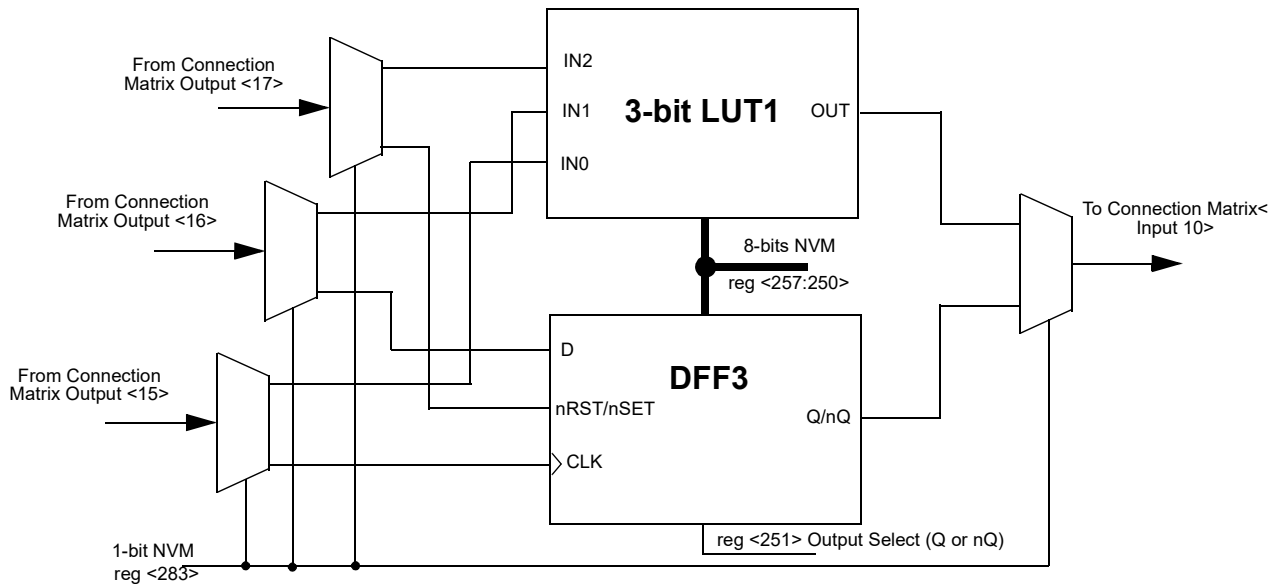 From Connection
Matrix Output <17>
IN2
IN1
IN0
3-bit LUT1
OUT
From Connection
Matrix Output <16>
To Connection Matrix<
Input 10>
8-bits NVM
reg <257:250>
From Connection
Matrix Output <15>
D
nRST/nSET
CLK
DFF3
Q/nQ
reg <251> Output Select (Q or nQ)
1-bit NVM
reg <283>